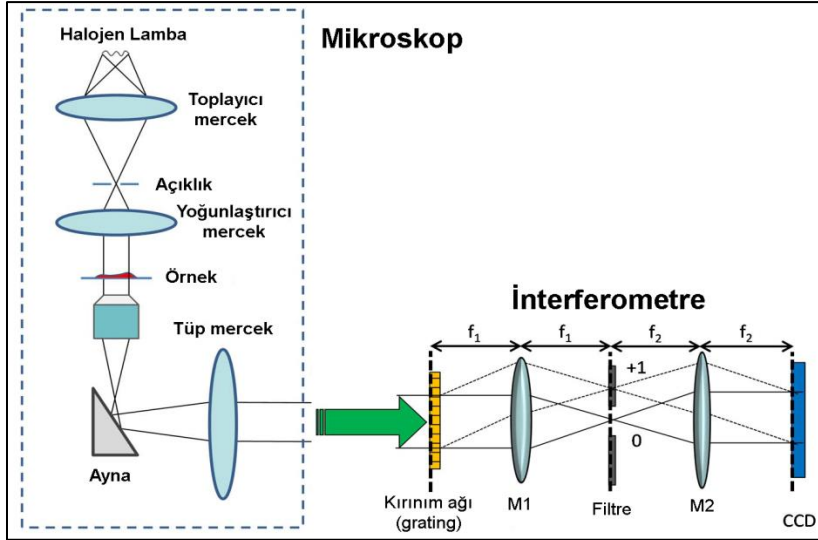 Halojen Lamba
Mikroskop
Toplayıcı
mercek
Açıklık
Yoğunlaştırıcı
mercek
Örnek
Tüp mercek
Ayna
İnterferometre
f1
f1
f2
f2
+1
0
Kırınım ağı
(grating)
M1
Filtre
M2
CCD